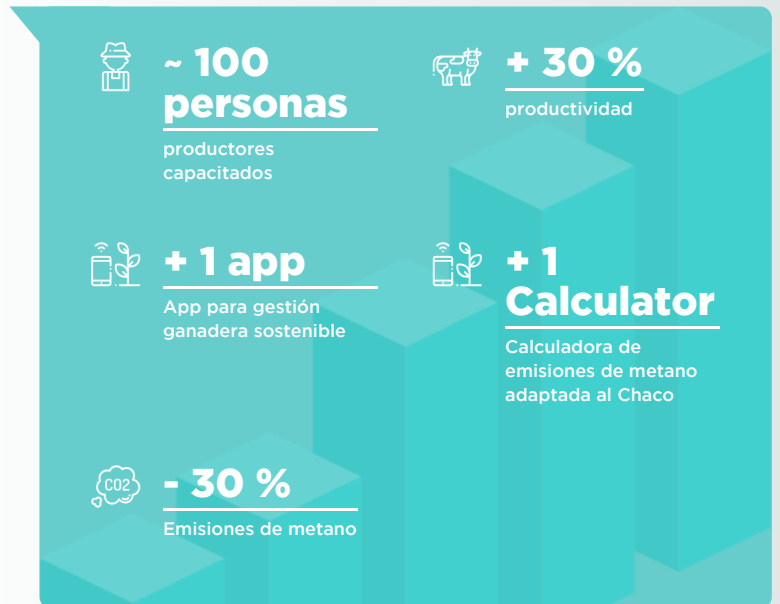 ~ 100
personas
productores
capacitados
+ 30 %
productividad
+ 1 app
App para gestión
ganadera sostenible
+ 1
Calculator
Calculadora de
emisiones de metano
adaptada al Chaco
CO2
- 30 %
Emisiones de metano